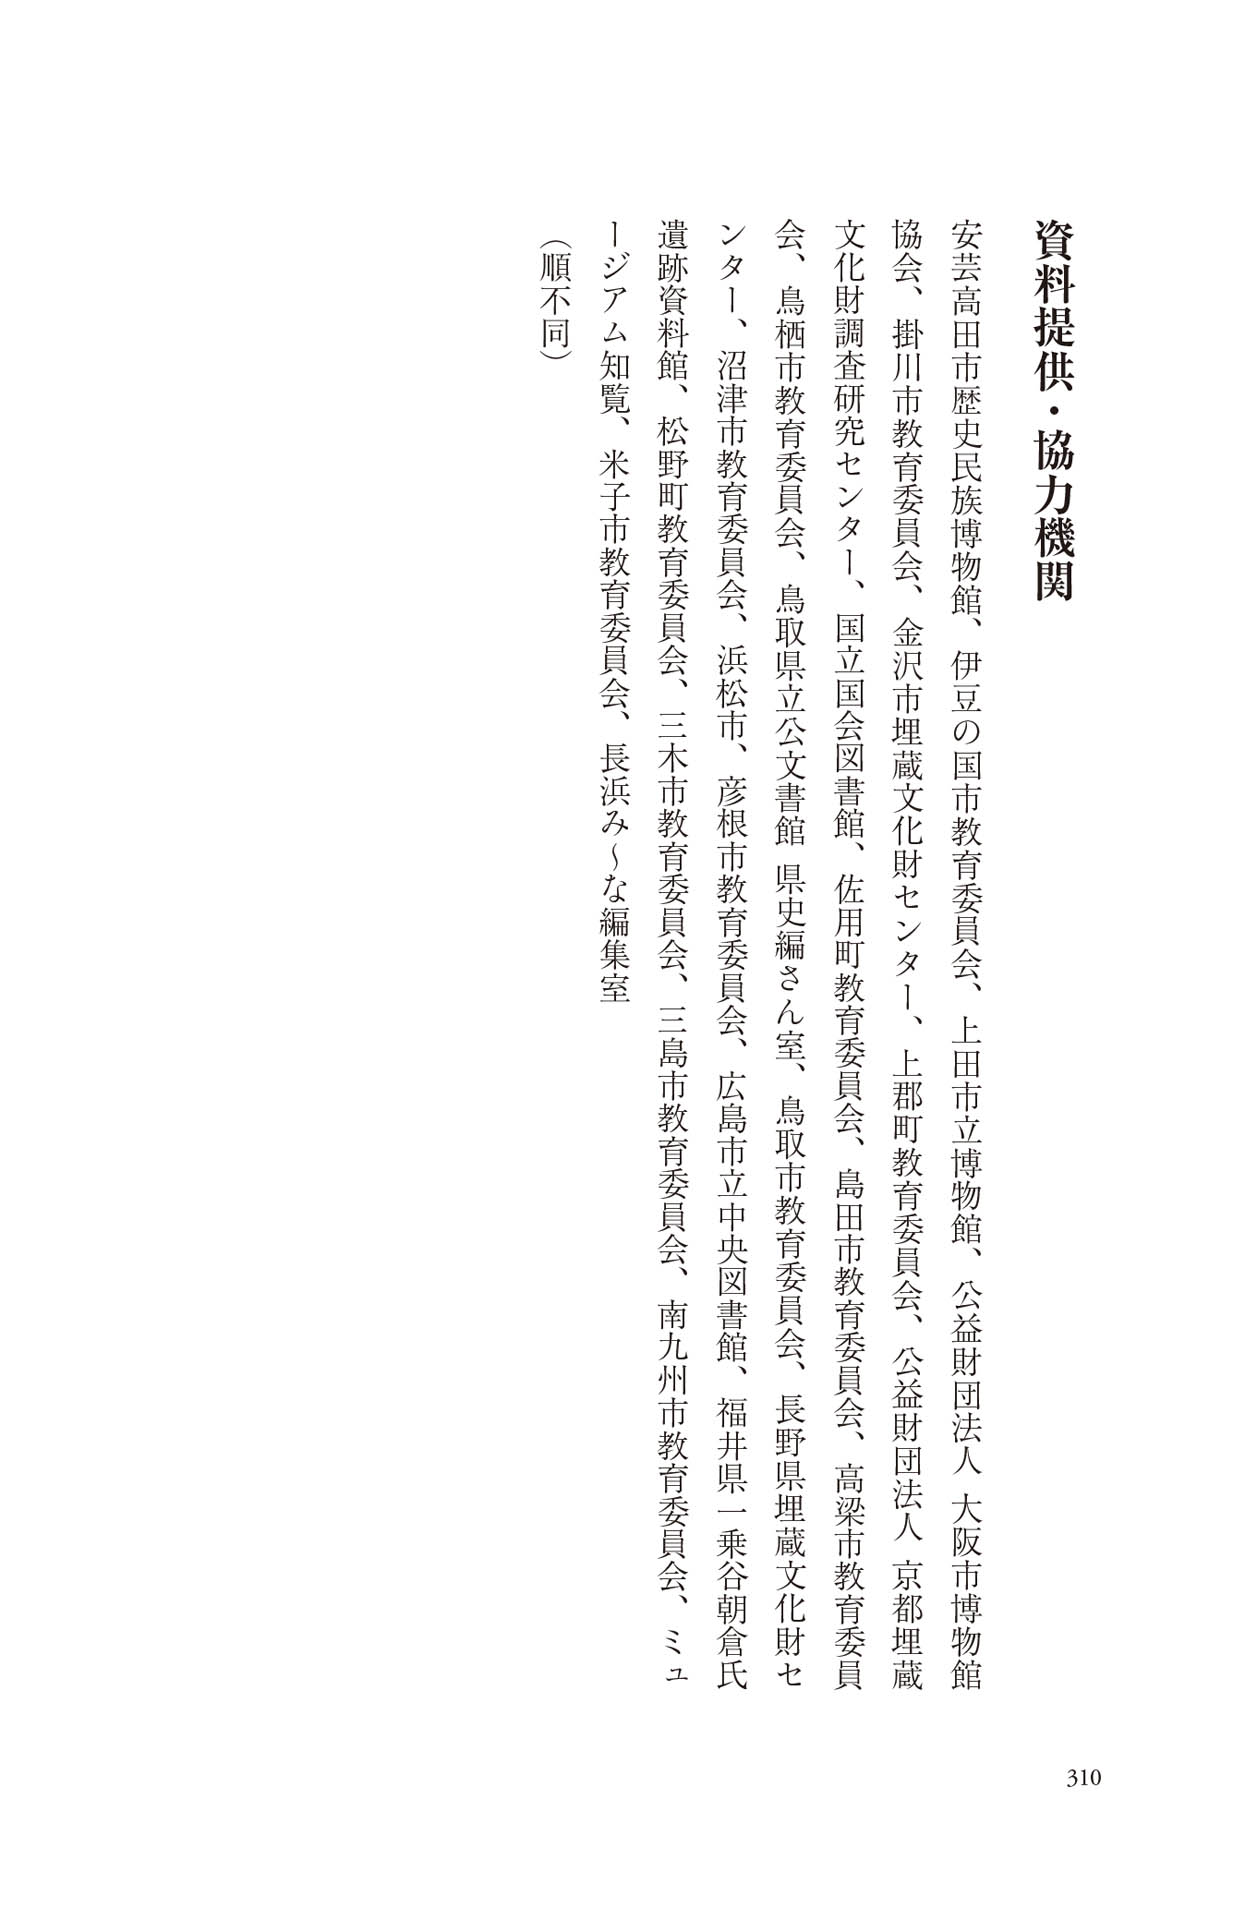 資料提供・協力機関
安芸高田市歴史民族博物館、伊豆の国市教育委員会、上田市立博物館、公益財団法人 大阪市博物館
協会、掛川市教育委員会、金沢市埋蔵文化財センター、上郡町教育委員会、公益財団法人 京都埋蔵
文化財調査研究センター、国立国会図書館、佐用町教育委員会、島田市教育委員会、高梁市教育委員
会、鳥栖市教育委員会、鳥取県立公文書館 県史編さん室、鳥取市教育委員会、長野県埋蔵文化財セ
ンター、沼津市教育委員会、浜松市、彦根市教育委員会、広島市立中央図書館、福井県一乗谷朝倉氏
遺跡資料館、松野町教育委員会、三木市教育委員会、三島市教育委員会、南九州市教育委員会、ミュ
ージアム知覧、米子市教育委員会、長浜み～な編集室
（順不同）
310